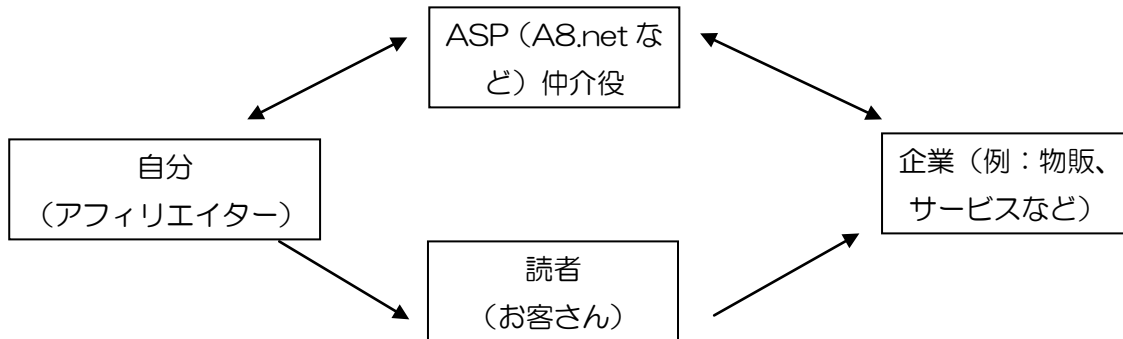 ASP（A8.net な
ど）仲介役
自分
（アフィリエイター）
企業（例：物販、
サービスなど）
読者
（お客さん）